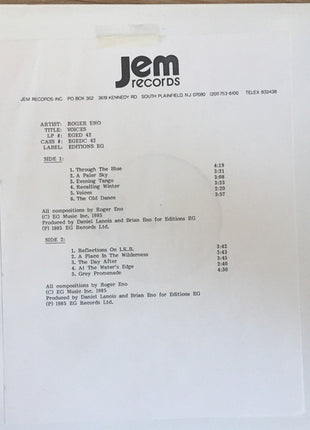 jem
records
JEM RECORDS INC. PO BOX 362 3619 KENNEDY RD. SOUTH PLAINFIELD, N.J. 07080 (201) 753-6100 TELEX 833438
ARTIST: ROGER ENO
TITLE: VOICES
LP #: EGED 42
CASS #: EGEDC 42
LABEL: EDITIONS EG
SIDE 1:
1. Through The Blue 4:19
2. A Paler Sky 3:21
3. Evening Tango 3:08
4. Recalling Winter 3:33
5. Voices 2:20
6. The Old Dance 3:57
All compositions by Roger Eno
(C) EG Music Inc. 1985
Produced by Daniel Lanois and Brian Eno for Editions EG
(P) 1985 EG Records Ltd.
SIDE 2:
1. Reflections On I.K.B. 3:42
2. A Place In The Wilderness 3:43
3. The Day After 3:45
4. At The Water's Edge 2:40
5. Grey Promenade 4:30
All compositions by Roger Eno
(C) EG Music Inc. 1985
Produced by Daniel Lanois and Brian Eno for Editions EG
(P) 1985 EG Records Ltd.